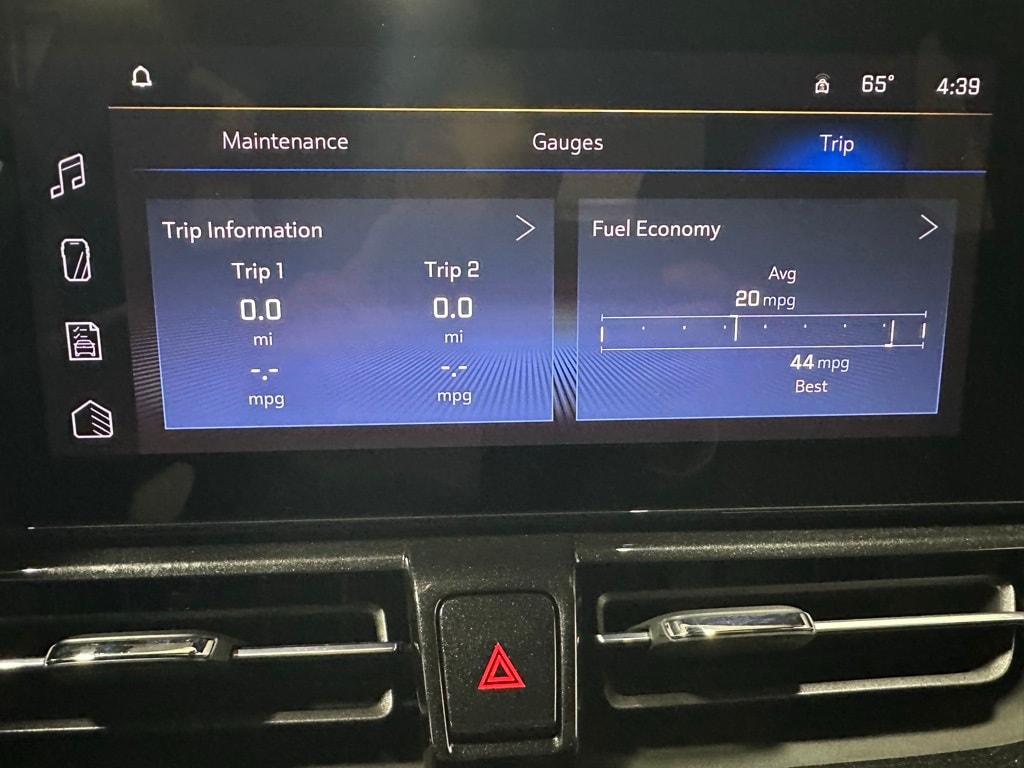 65° 4:39
Maintenance Gauges Trip
Trip Information
Trip 1 Trip 2
0.0 0.0
mi mi
-.- -.-
mpg mpg
Fuel Economy
Avg
20 mpg
44 mpg
Best